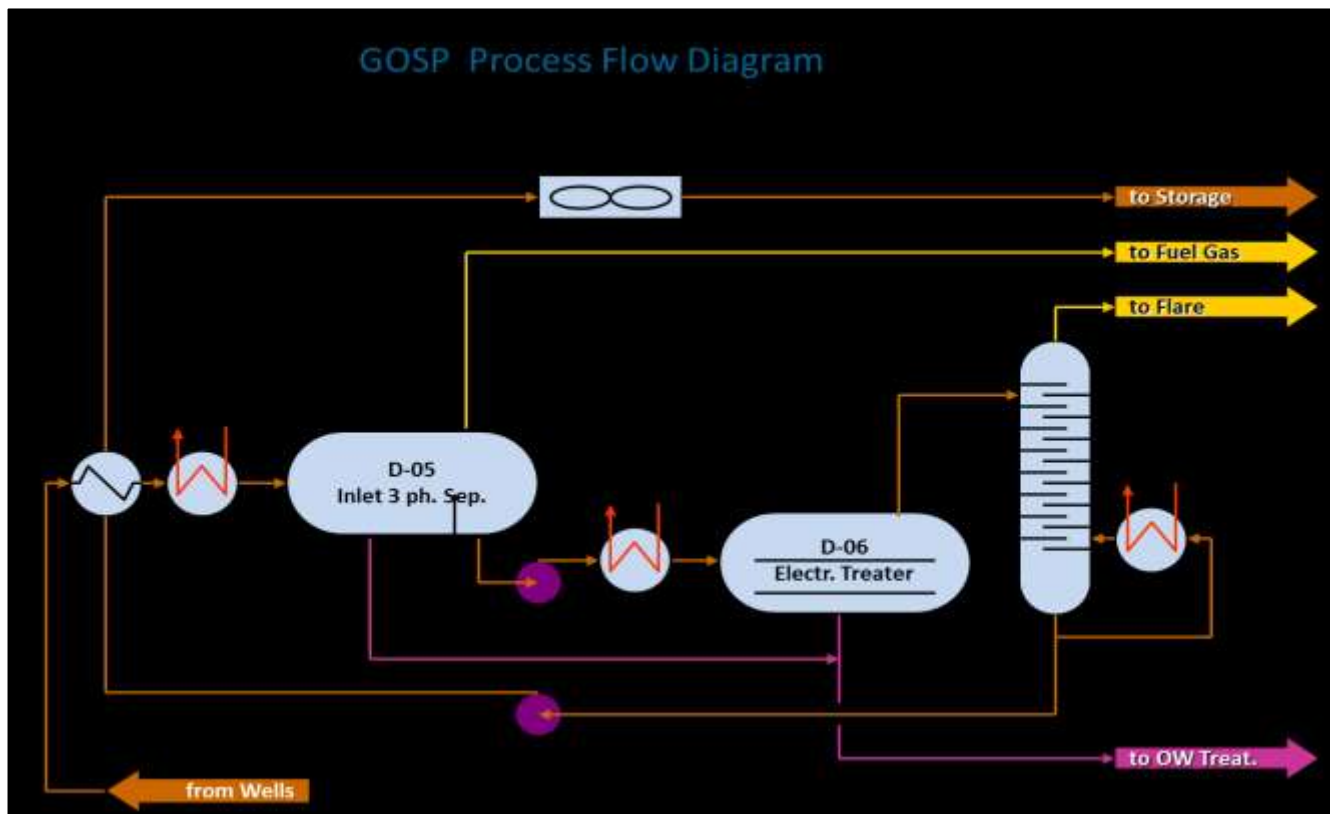 GOSP Process Flow Diagram
to Storage
to Fuel Gas
to Flare
D-05
Inlet 3 ph. Sep.
D-06
Electr. Treater
to OW Treat.
from Wells